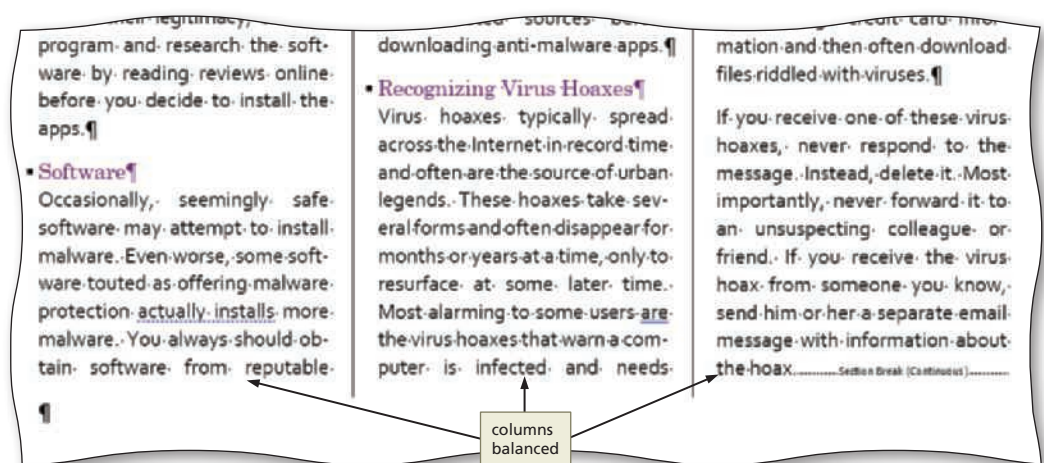 legitimacy,
program and research the soft-
ware by reading reviews online
before you decide to install the
apps.¶
▪ Software¶
Occasionally, seemingly safe
software may attempt to install
malware. Even worse, some soft-
ware touted as offering malware
protection actually installs more
malware. You always should ob-
tain software from reputable
¶
sources
downloading anti-malware apps.¶
▪ Recognizing Virus Hoaxes¶
Virus hoaxes typically spread
across the Internet in record time
and often are the source of urban
legends. These hoaxes take sev-
eral forms and often disappear for
months or years at a time, only to
resurface at some later time.
Most alarming to some users are
the virus hoaxes that warn a com-
puter is infected and needs
credit card infor-
mation and then often download
files riddled with viruses.¶
If you receive one of these virus
hoaxes, never respond to the
message. Instead, delete it. Most
importantly, never forward it to
an unsuspecting colleague or
friend. If you receive the virus
hoax from someone you know,
send him or her a separate email
message with information about
the hoax. Section Break (Continuous)
columns
balanced